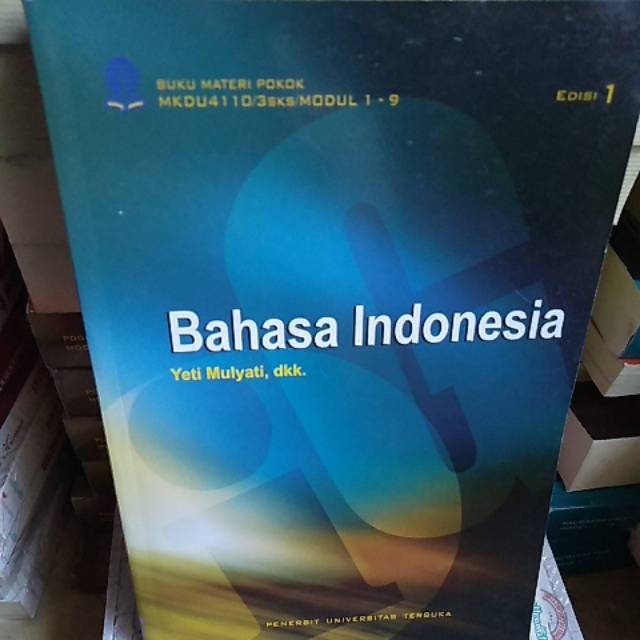 BUKU MATERI POKOK
MKDU4110/3SKS/MODUL 1 - 9
EDISI 1
Bahasa Indonesia
Yeti Mulyati, dkk.
PENERBIT UNIVERSITAS TERBUKA